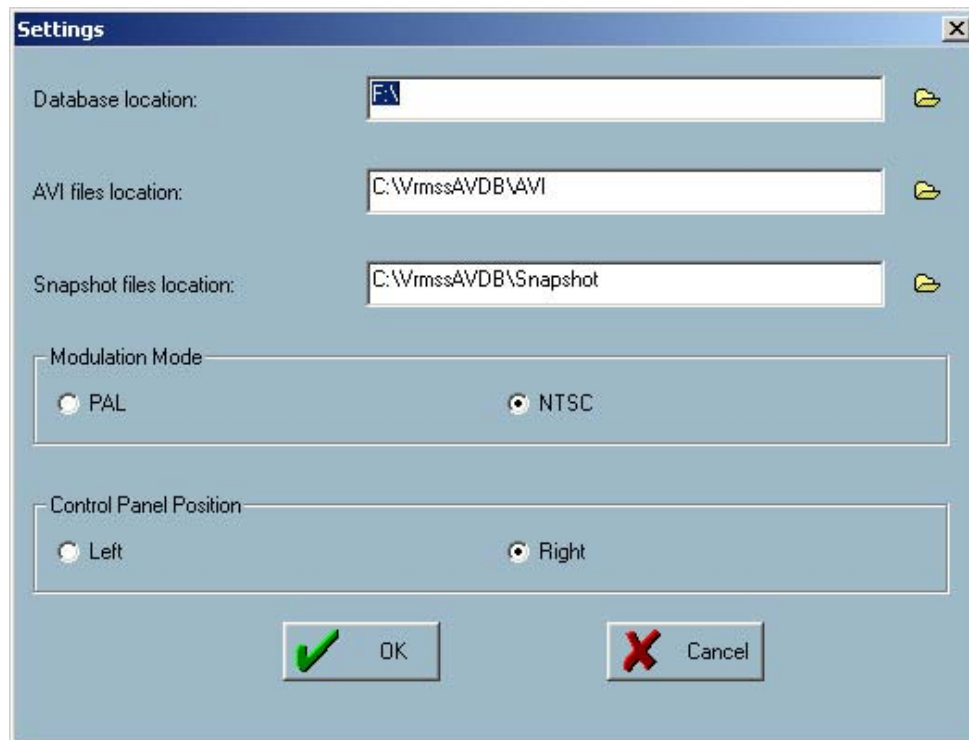 Settings
Database location:
F:\
AVI files location:
C:\VrmssAVDB\AVI
Snapshot files location:
C:\VrmssAVDB\Snapshot
Modulation Mode
PAL
NTSC
Control Panel Position
Left
Right
OK
Cancel